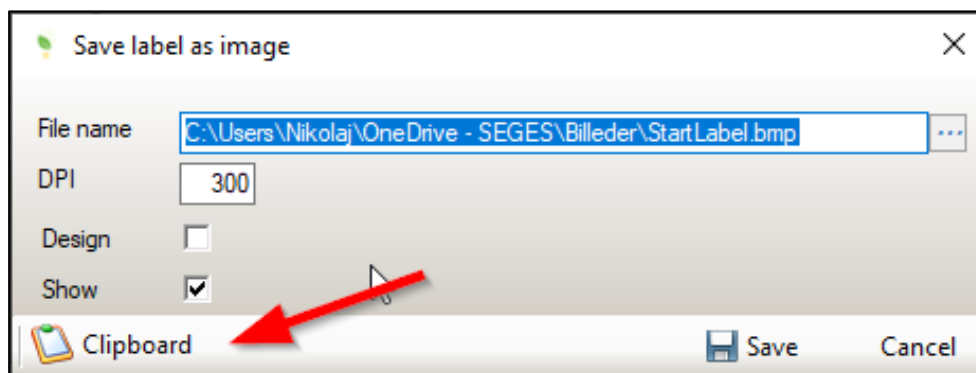 Save label as image
File name C:\Users\Nikolaj\OneDrive - SEGES\Billeder\StartLabel.bmp ...
DPI 300
Design
Show
Clipboard Save Cancel